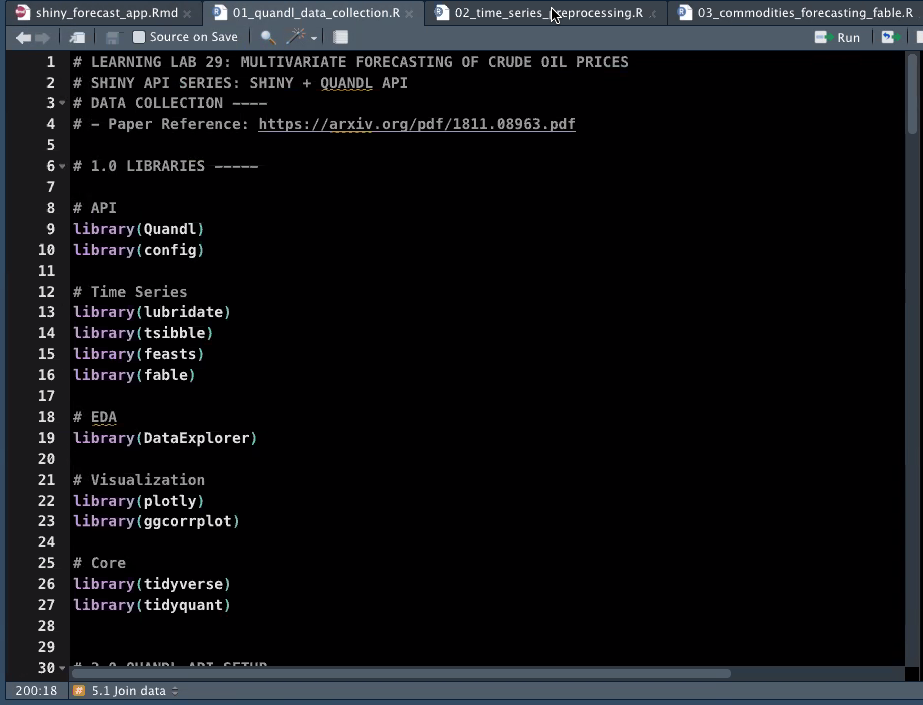 shiny_forecast_app.Rmd × 01_quandl_data_collection.R × 02_time_series_preprocessing.R 03_commodities_forecasting_fable.R
Source on Save Run
1 # LEARNING LAB 29: MULTIVARIATE FORECASTING OF CRUDE OIL PRICES
2 # SHINY API SERIES: SHINY + QUANDL API
3 # DATA COLLECTION ----
4 # - Paper Reference: https://arxiv.org/pdf/1811.08963.pdf
5
6 # 1.0 LIBRARIES -----
7
8 # API
9 library(Quandl)
10 library(config)
11
12 # Time Series
13 library(lubridate)
14 library(tsibble)
15 library(feasts)
16 library(fable)
17
18 # EDA
19 library(DataExplorer)
20
21 # Visualization
22 library(plotly)
23 library(ggcorrplot)
24
25 # Core
26 library(tidyverse)
27 library(tidyquant)
28
29
30 # 2.0 QUANDL API SETUP
200:18 # 5.1 Join data